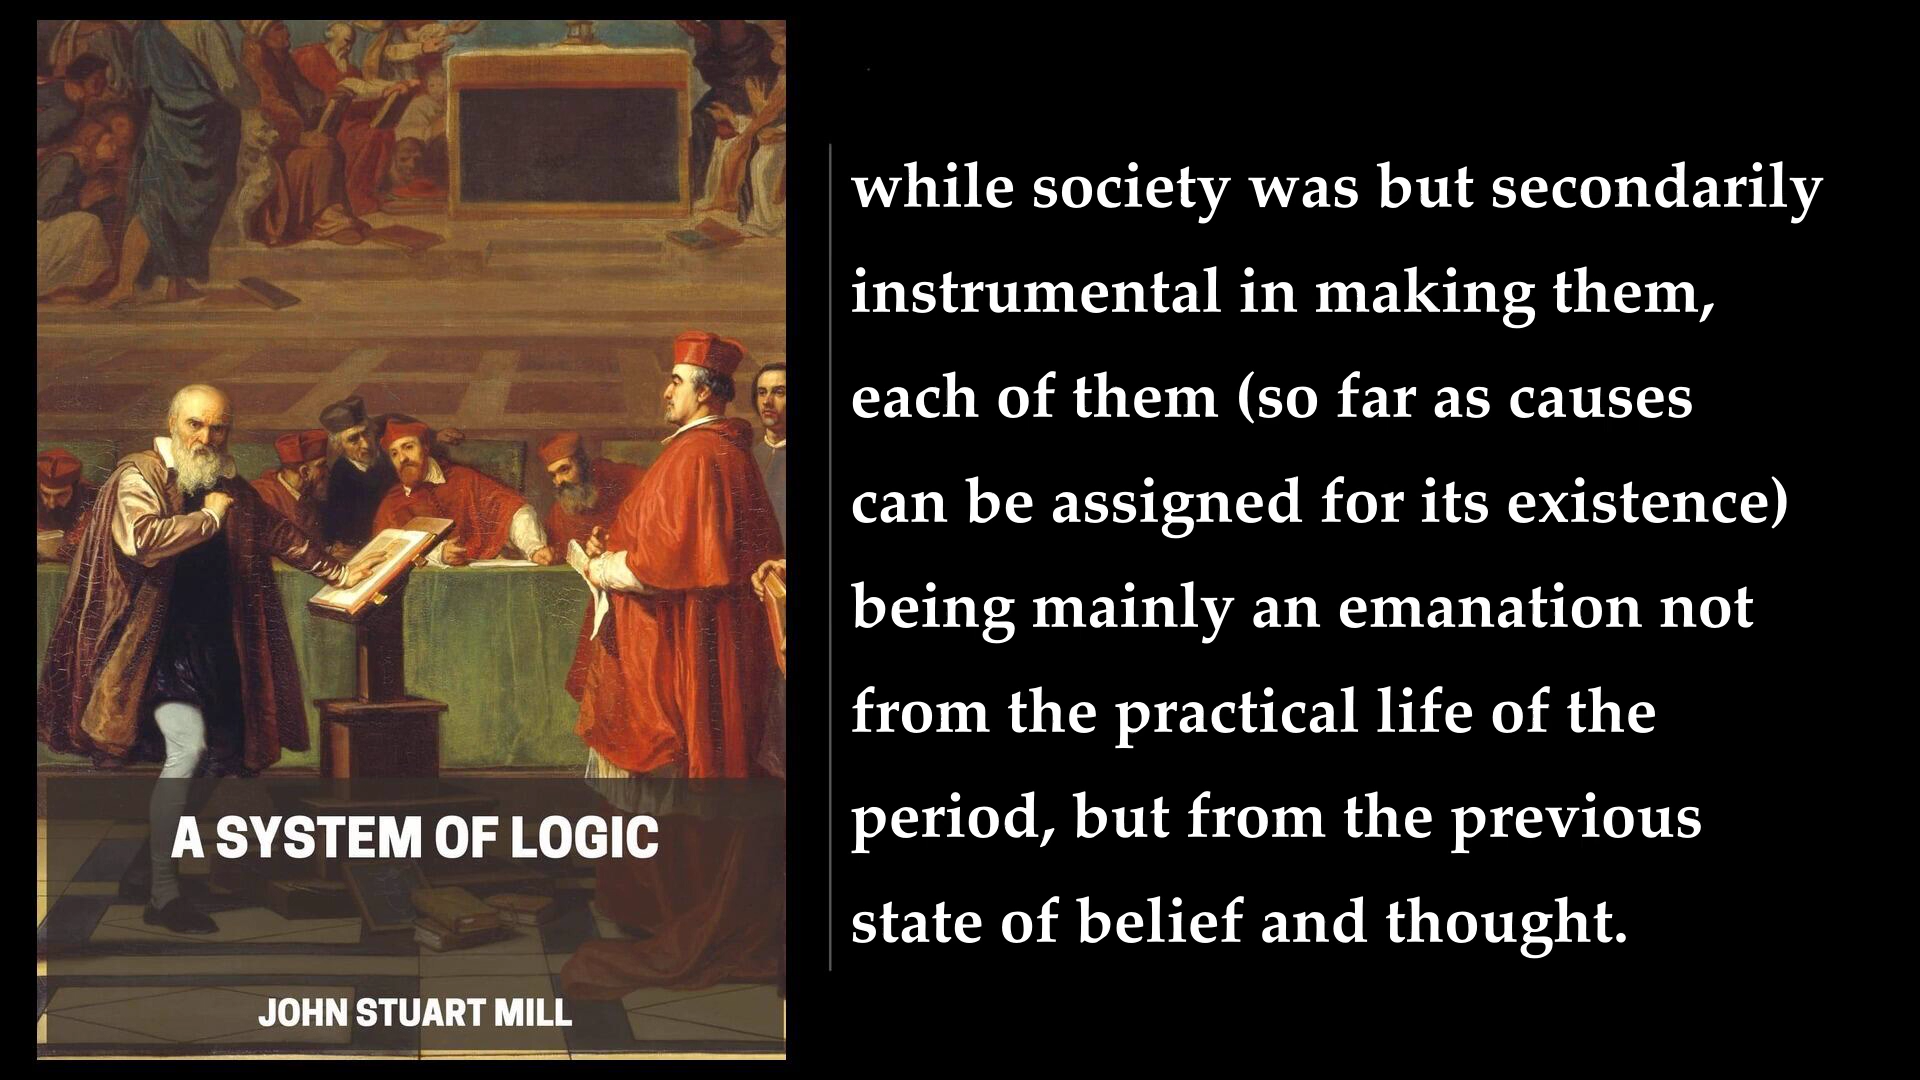 A SYSTEM OF LOGIC
JOHN STUART MILL
while society was but secondarily
instrumental in making them,
each of them (so far as causes
can be assigned for its existence)
being mainly an emanation not
from the practical life of the
period, but from the previous
state of belief and thought.